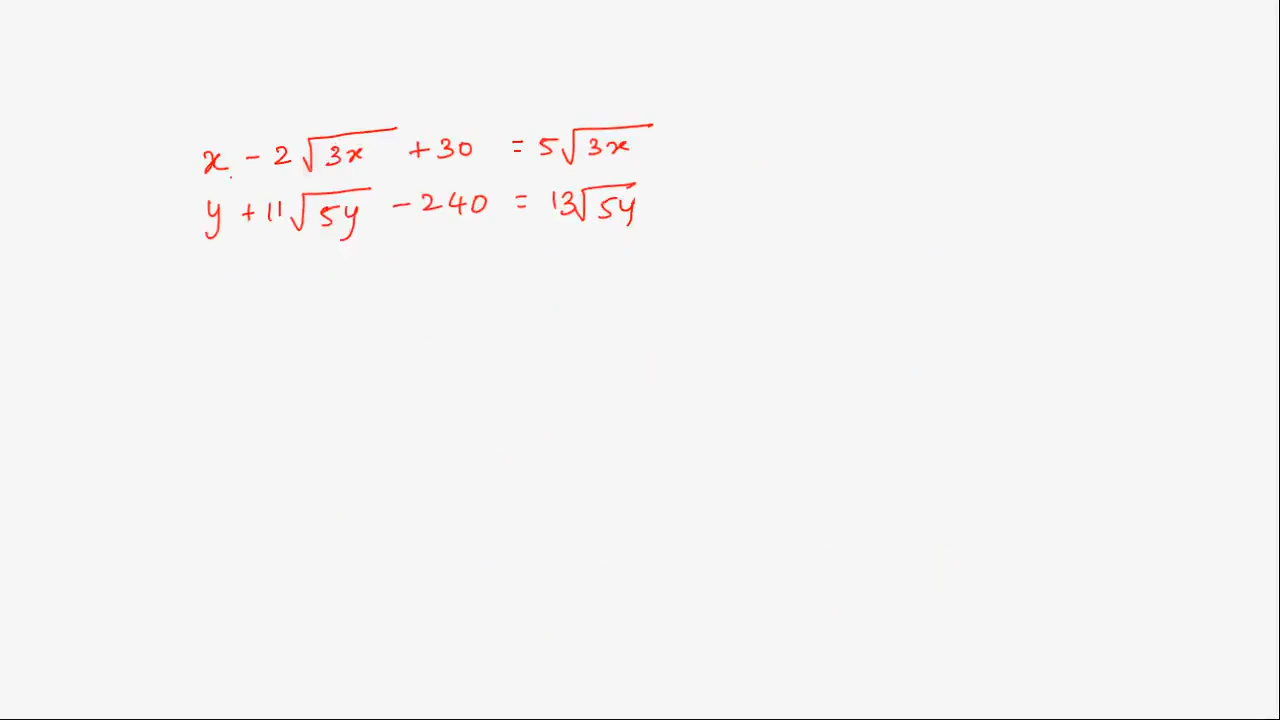 x - 2√3x + 30 = 5√3x
y + 11√5y - 240 = 13√5y